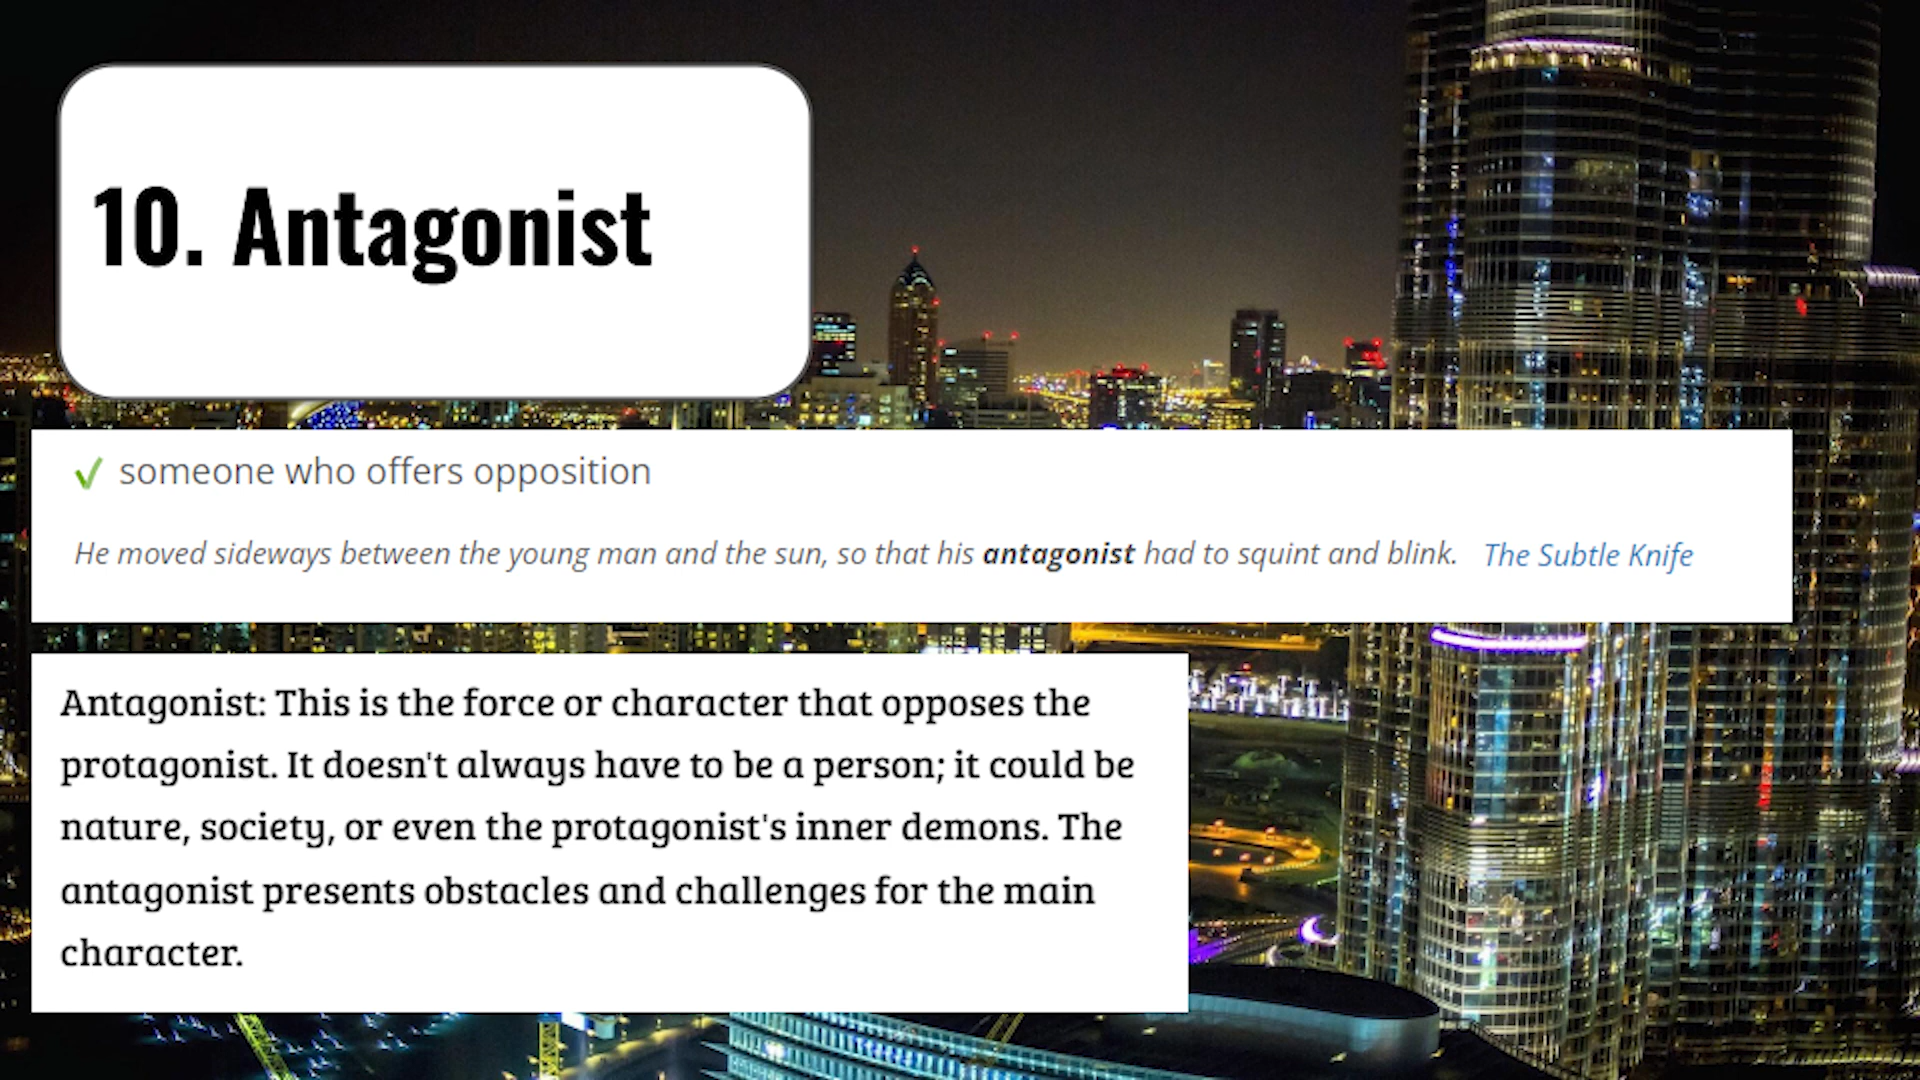 10. Antagonist
someone who offers opposition
He moved sideways between the young man and the sun, so that his antagonist had to squint and blink. The Subtle Knife
Antagonist: This is the force or character that opposes the
protagonist. It doesn't always have to be a person; it could be
nature, society, or even the protagonist's inner demons. The
antagonist presents obstacles and challenges for the main
character.